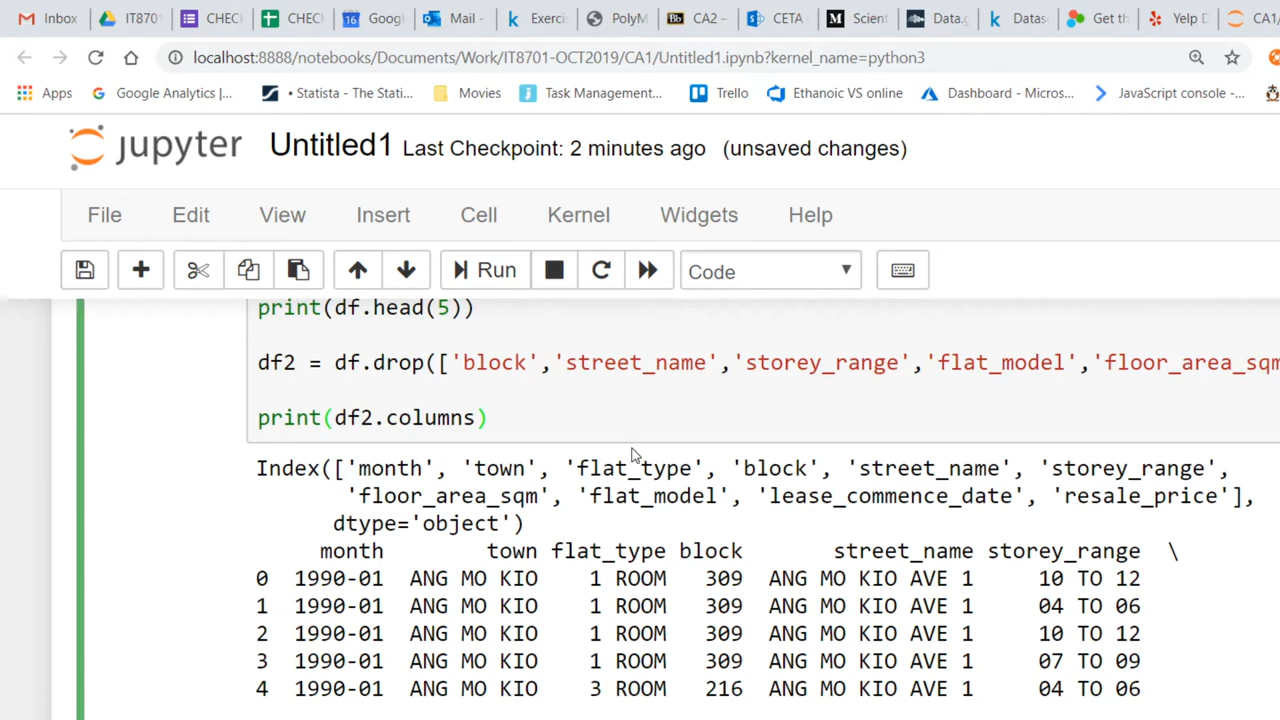 Inbox IT8701 CHECK CHECK Goog Mail - Exerci PolyM CA2 – CETA Scient Data.g Datas Get th Yelp D CA1/
localhost:8888/notebooks/Documents/Work/IT8701-OCT2019/CA1/Untitled1.ipynb?kernel_name=python3
Apps Google Analytics |... • Statista - The Stati... Movies Task Management... Trello Ethanoic VS online Dashboard - Micros... JavaScript console -...
jupyter Untitled1 Last Checkpoint: 2 minutes ago (unsaved changes)
File Edit View Insert Cell Kernel Widgets Help
Run Code
print(df.head(5))
df2 = df.drop(['block','street_name','storey_range','flat_model','floor_area_sqm
print(df2.columns)
Index(['month', 'town', 'flat_type', 'block', 'street_name', 'storey_range',
'floor_area_sqm', 'flat_model', 'lease_commence_date', 'resale_price'],
dtype='object')
month town flat_type block street_name storey_range \
0 1990-01 ANG MO KIO 1 ROOM 309 ANG MO KIO AVE 1 10 TO 12
1 1990-01 ANG MO KIO 1 ROOM 309 ANG MO KIO AVE 1 04 TO 06
2 1990-01 ANG MO KIO 1 ROOM 309 ANG MO KIO AVE 1 10 TO 12
3 1990-01 ANG MO KIO 1 ROOM 309 ANG MO KIO AVE 1 07 TO 09
4 1990-01 ANG MO KIO 3 ROOM 216 ANG MO KIO AVE 1 04 TO 06